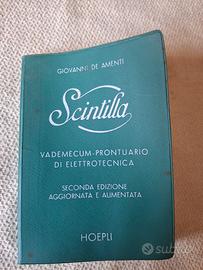 GIOVANNI DE AMENTI
Scintilla
VADEMECUM-PRONTUARIO
DI ELETTROTECNICA
SECONDA EDIZIONE
AGGIORNATA E AUMENTATA
HOEPLI
subito